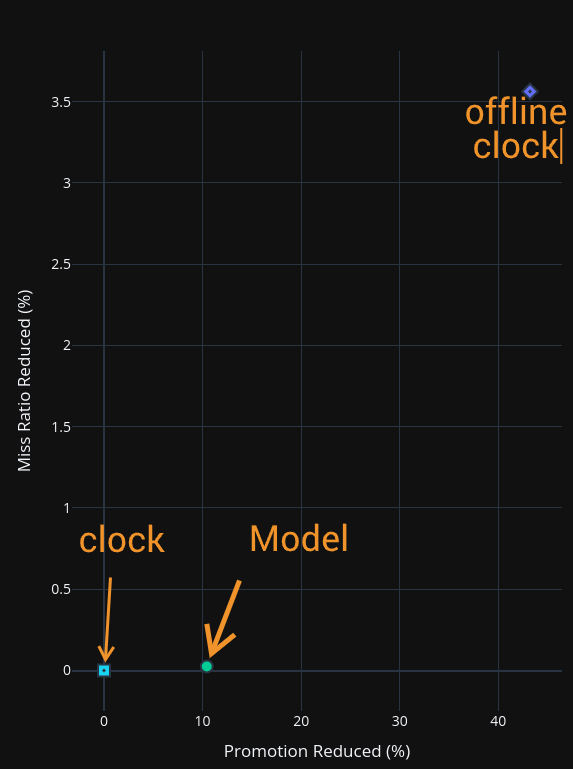 3.5
offline
clock
3
2.5
2
1.5
1
clock
Model
0.5
0
0
10
20
30
40
Miss Ratio Reduced (%)
Promotion Reduced (%)